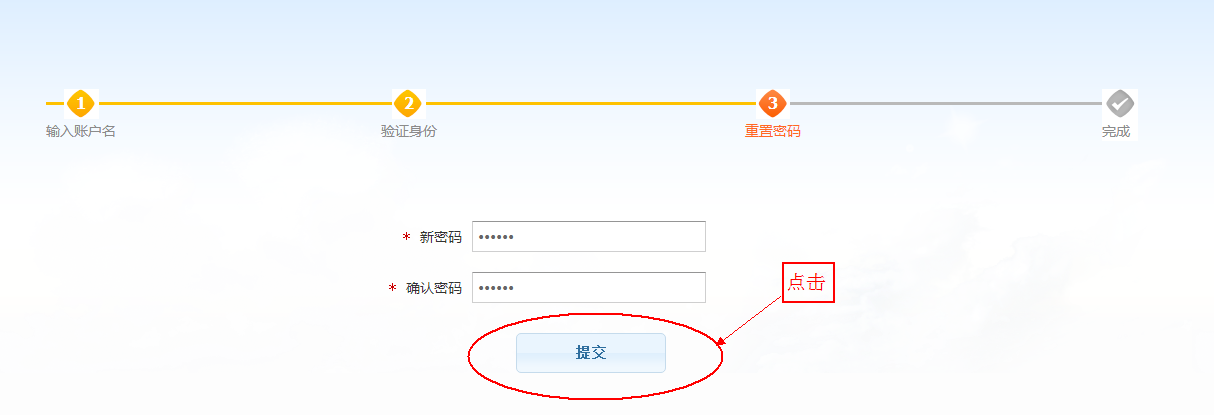 1 2 3
输入账户名 验证身份 重置密码 完成
* 新密码 ••••••
点击
* 确认密码 ••••••
提交